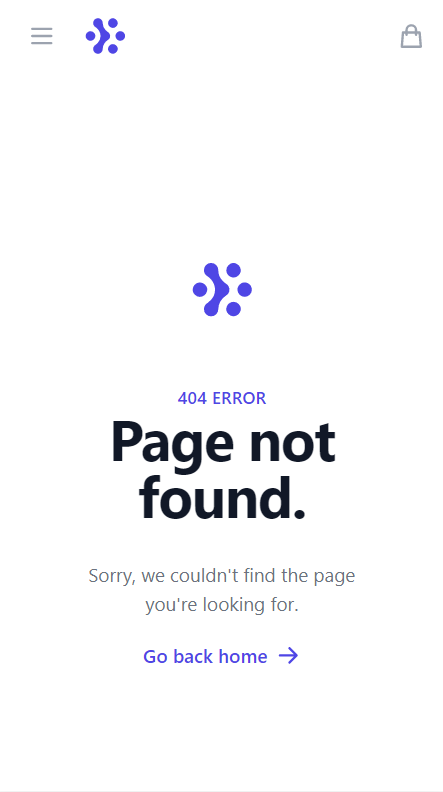 404 ERROR
Page not
found.
Sorry, we couldn't find the page
you're looking for.
Go back home →